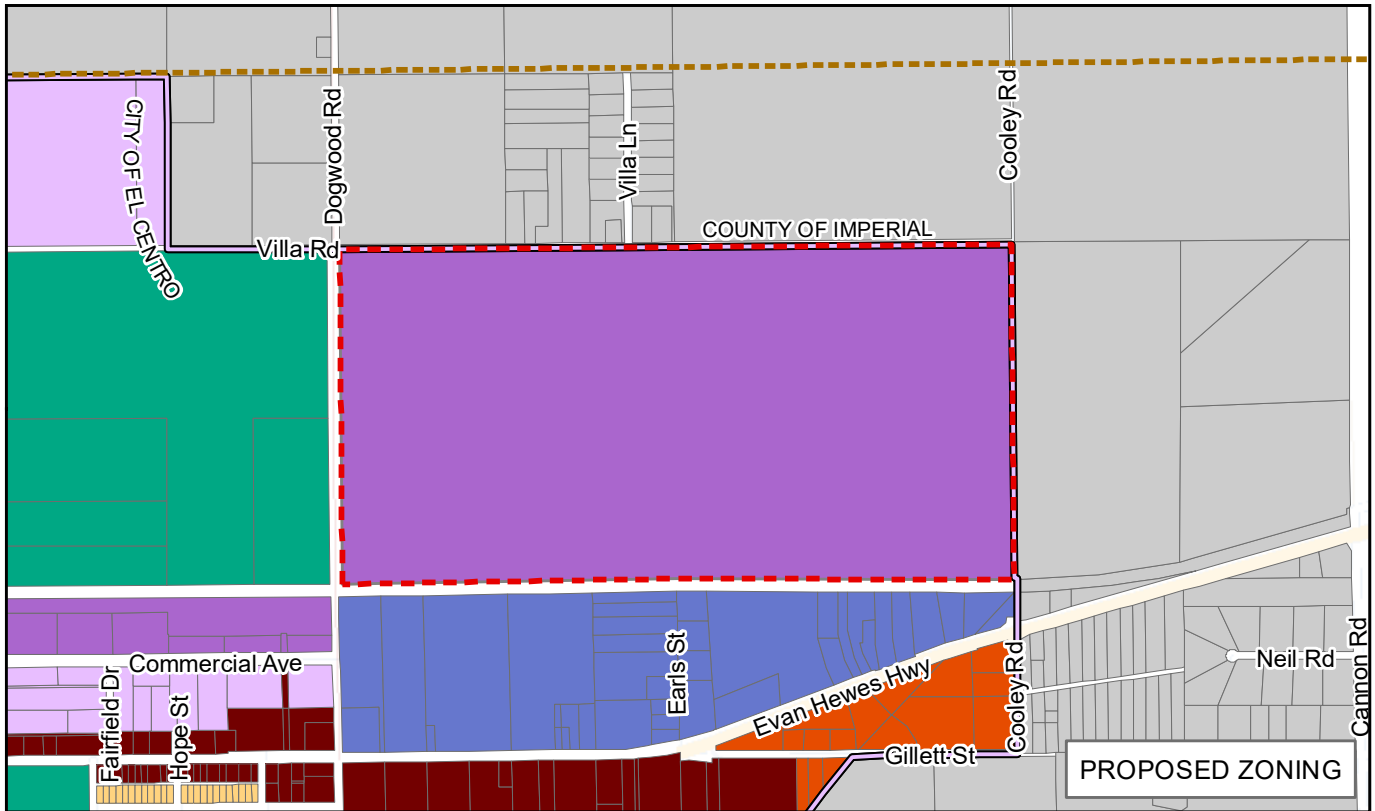 Cooley Rd
CITY OF EL CENTRO
Dogwood Rd
Villa Ln
COUNTY OF IMPERIAL
Villa Rd
Commercial Ave
Fairfield Dr
Hope St
Earls St
Evan Hewes Hwy
Cooley Rd
Neil Rd
Cannon Rd
Gillett St
PROPOSED ZONING